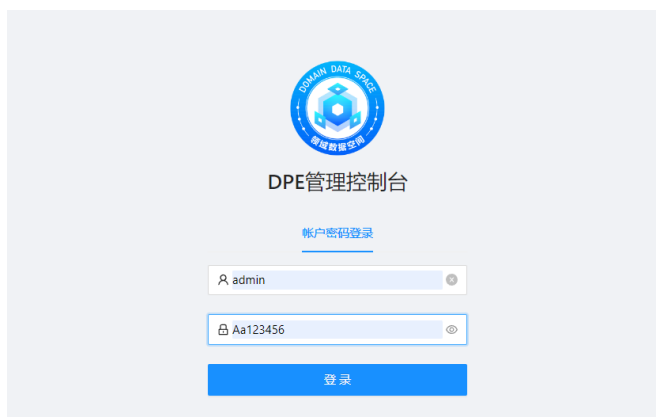 DOMAIN DATA SPACE
领域数据空间
DPE管理控制台
帐户密码登录
admin
Aa123456
登 录